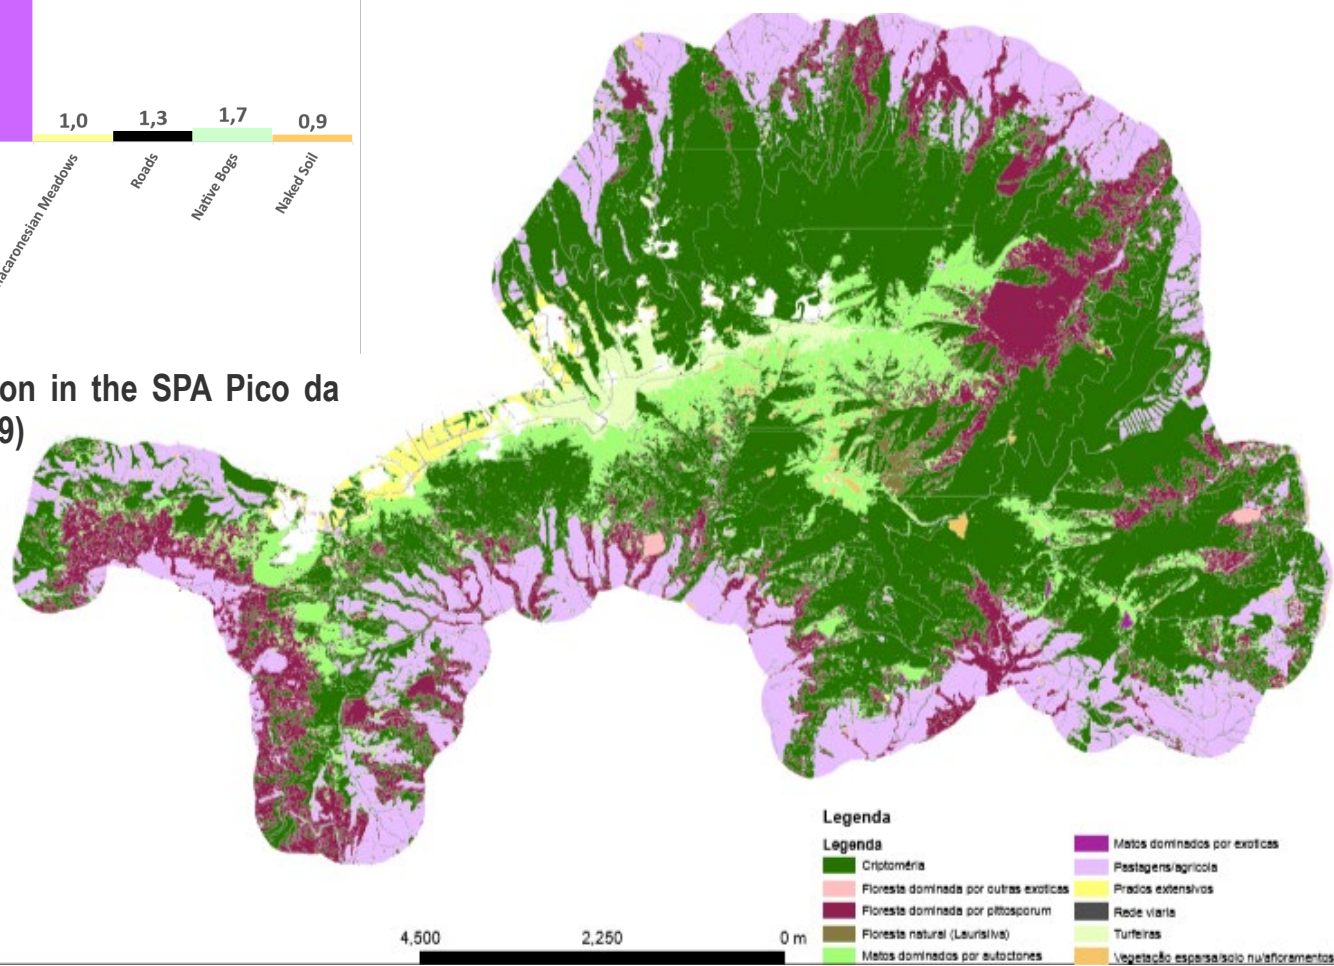 1,0
1,3
1,7
0,9
Meadows
Roads
Native Bogs
Naked Soil
on in the SPA Pico da
9)
Legenda
Legenda
Criptoméria
Floresta dominada por outras exoticas
Floresta dominada por pittosporum
Floresta natural (Laurisilva)
Matos dominados por autoctones
Matos dominados por exoticas
Pastagens/agricola
Prados extensivos
Rede viaria
Turfeiras
Vegetação esparsa/solo nu/afloramentos
4,500 2,250 0 m